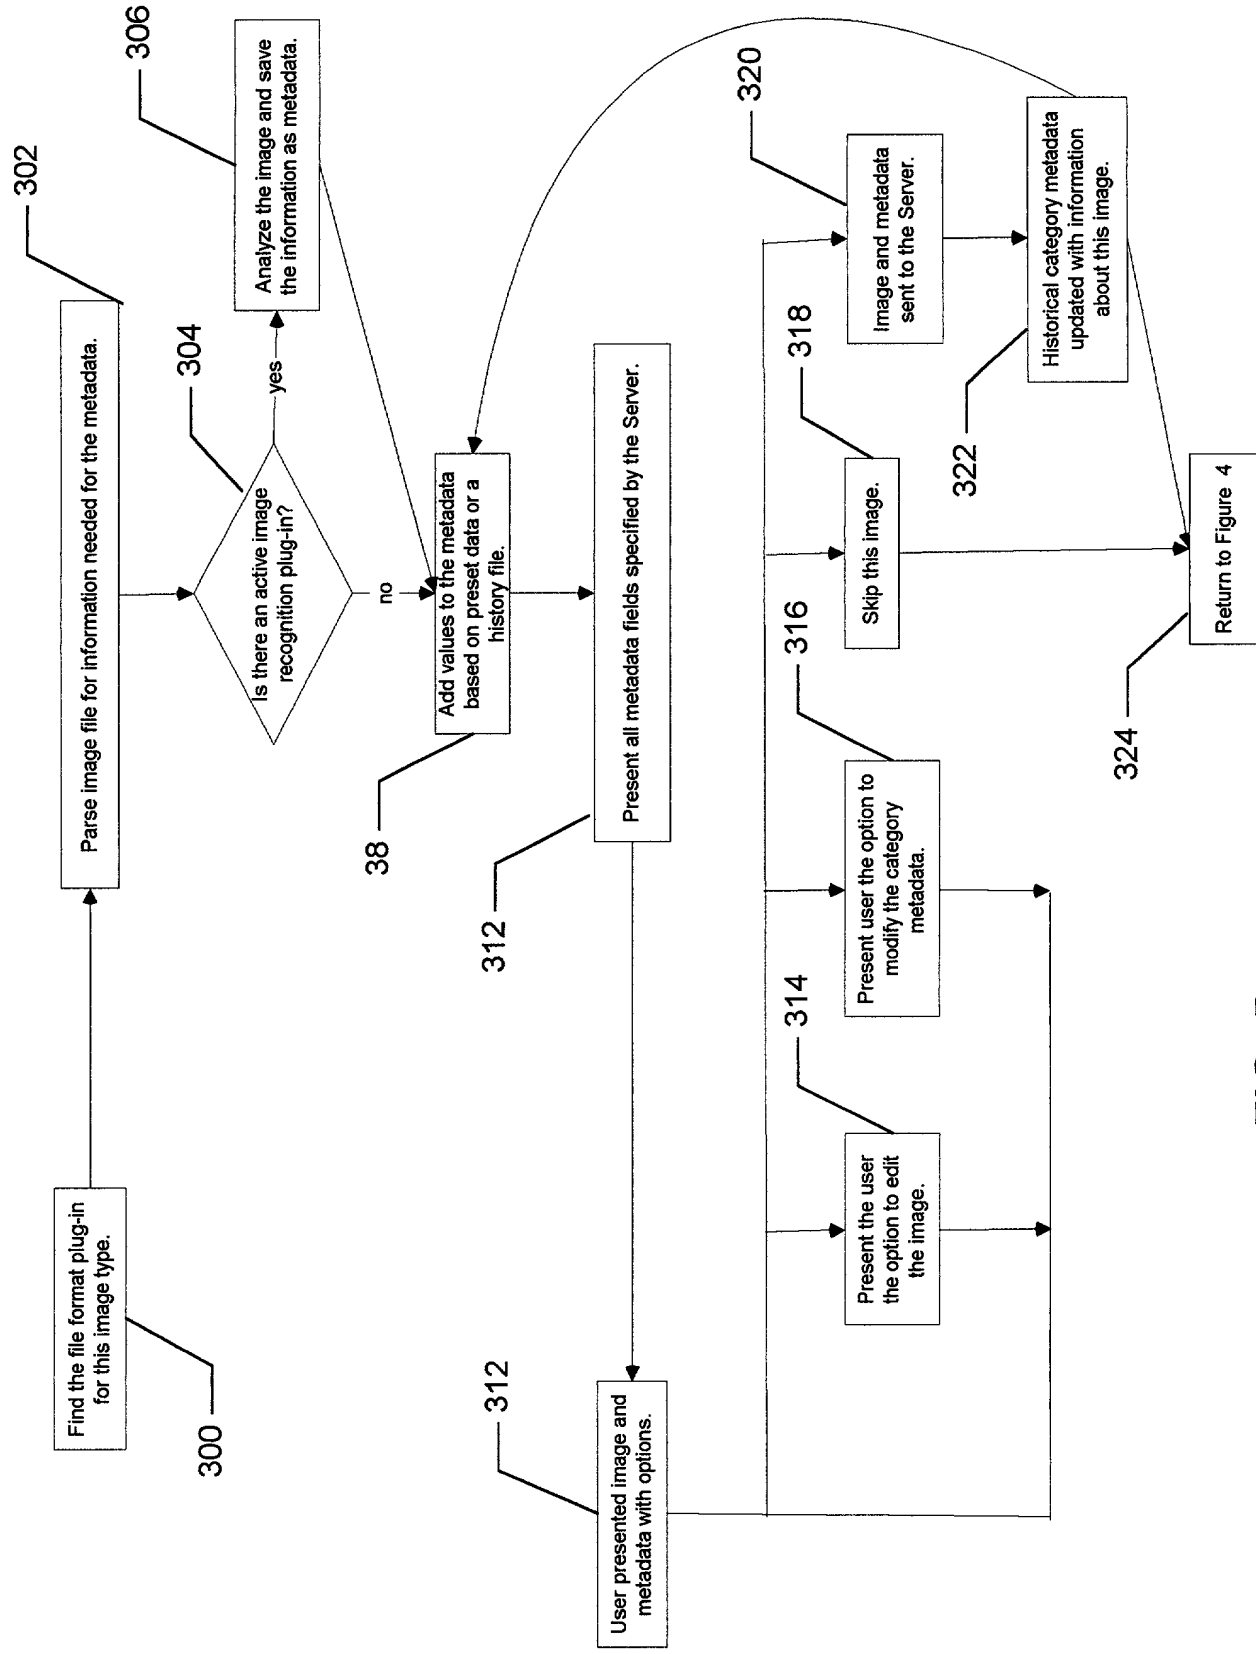 300
Find the file format plug-in
for this image type.
302
Parse image file for information needed for the metadata.
304
Is there an active image
recognition plug-in?
yes
no
306
Analyze the image and save
the information as metadata.
38
Add values to the metadata
based on preset data or a
history file.
312
Present all metadata fields specified by the Server.
312
User presented image and
metadata with options.
314
Present the user
the option to edit
the image.
316
Present user the option to
modify the category
metadata.
318
Skip this image.
320
Image and metadata
sent to the Server.
322
Historical category metadata
updated with information
about this image.
324
Return to Figure 4